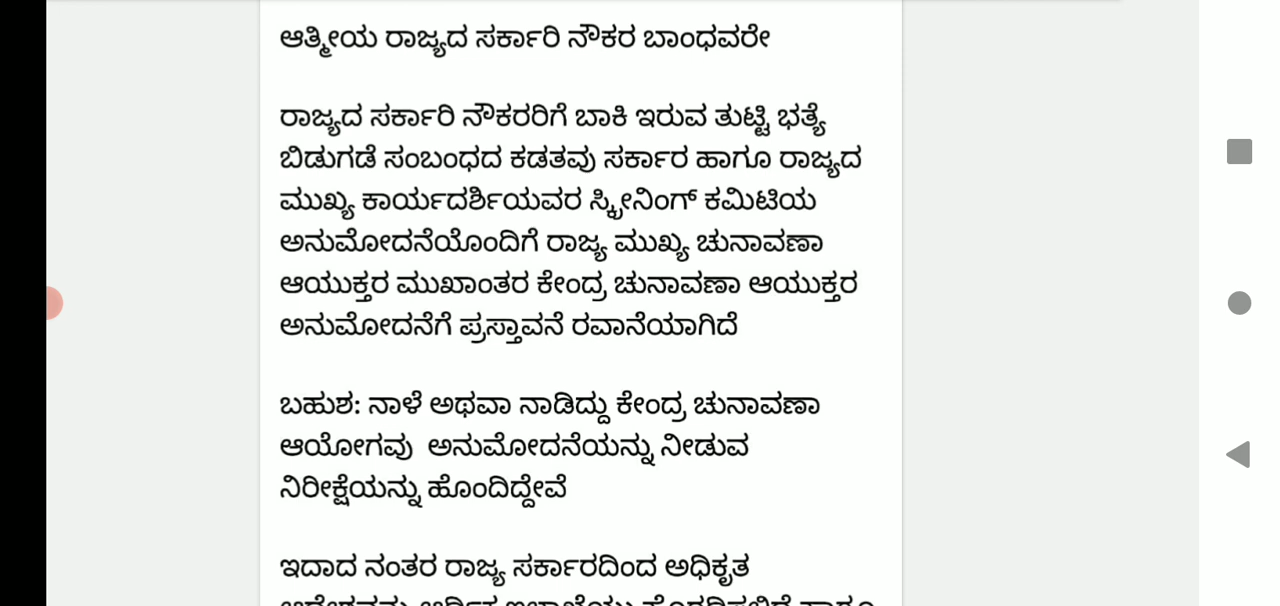 ಆತ್ಮೀಯ ರಾಜ್ಯದ ಸರ್ಕಾರಿ ನೌಕರ ಬಾಂಧವರೇ
ರಾಜ್ಯದ ಸರ್ಕಾರಿ ನೌಕರರಿಗೆ ಬಾಕಿ ಇರುವ ತುಟ್ಟಿ ಭತ್ಯೆ
ಬಿಡುಗಡೆ ಸಂಬಂಧದ ಕಡತವು ಸರ್ಕಾರ ಹಾಗೂ ರಾಜ್ಯದ
ಮುಖ್ಯ ಕಾರ್ಯದರ್ಶಿಯವರ ಸ್ಕ್ರೀನಿಂಗ್ ಕಮಿಟಿಯ
ಅನುಮೋದನೆಯೊಂದಿಗೆ ರಾಜ್ಯ ಮುಖ್ಯ ಚುನಾವಣಾ
ಆಯುಕ್ತರ ಮುಖಾಂತರ ಕೇಂದ್ರ ಚುನಾವಣಾ ಆಯುಕ್ತರ
ಅನುಮೋದನೆಗೆ ಪ್ರಸ್ತಾವನೆ ರವಾನೆಯಾಗಿದೆ
ಬಹುಶ: ನಾಳೆ ಅಥವಾ ನಾಡಿದ್ದು ಕೇಂದ್ರ ಚುನಾವಣಾ
ಆಯೋಗವು ಅನುಮೋದನೆಯನ್ನು ನೀಡುವ
ನಿರೀಕ್ಷೆಯನ್ನು ಹೊಂದಿದ್ದೇವೆ
ಇದಾದ ನಂತರ ರಾಜ್ಯ ಸರ್ಕಾರದಿಂದ ಅಧಿಕೃತ